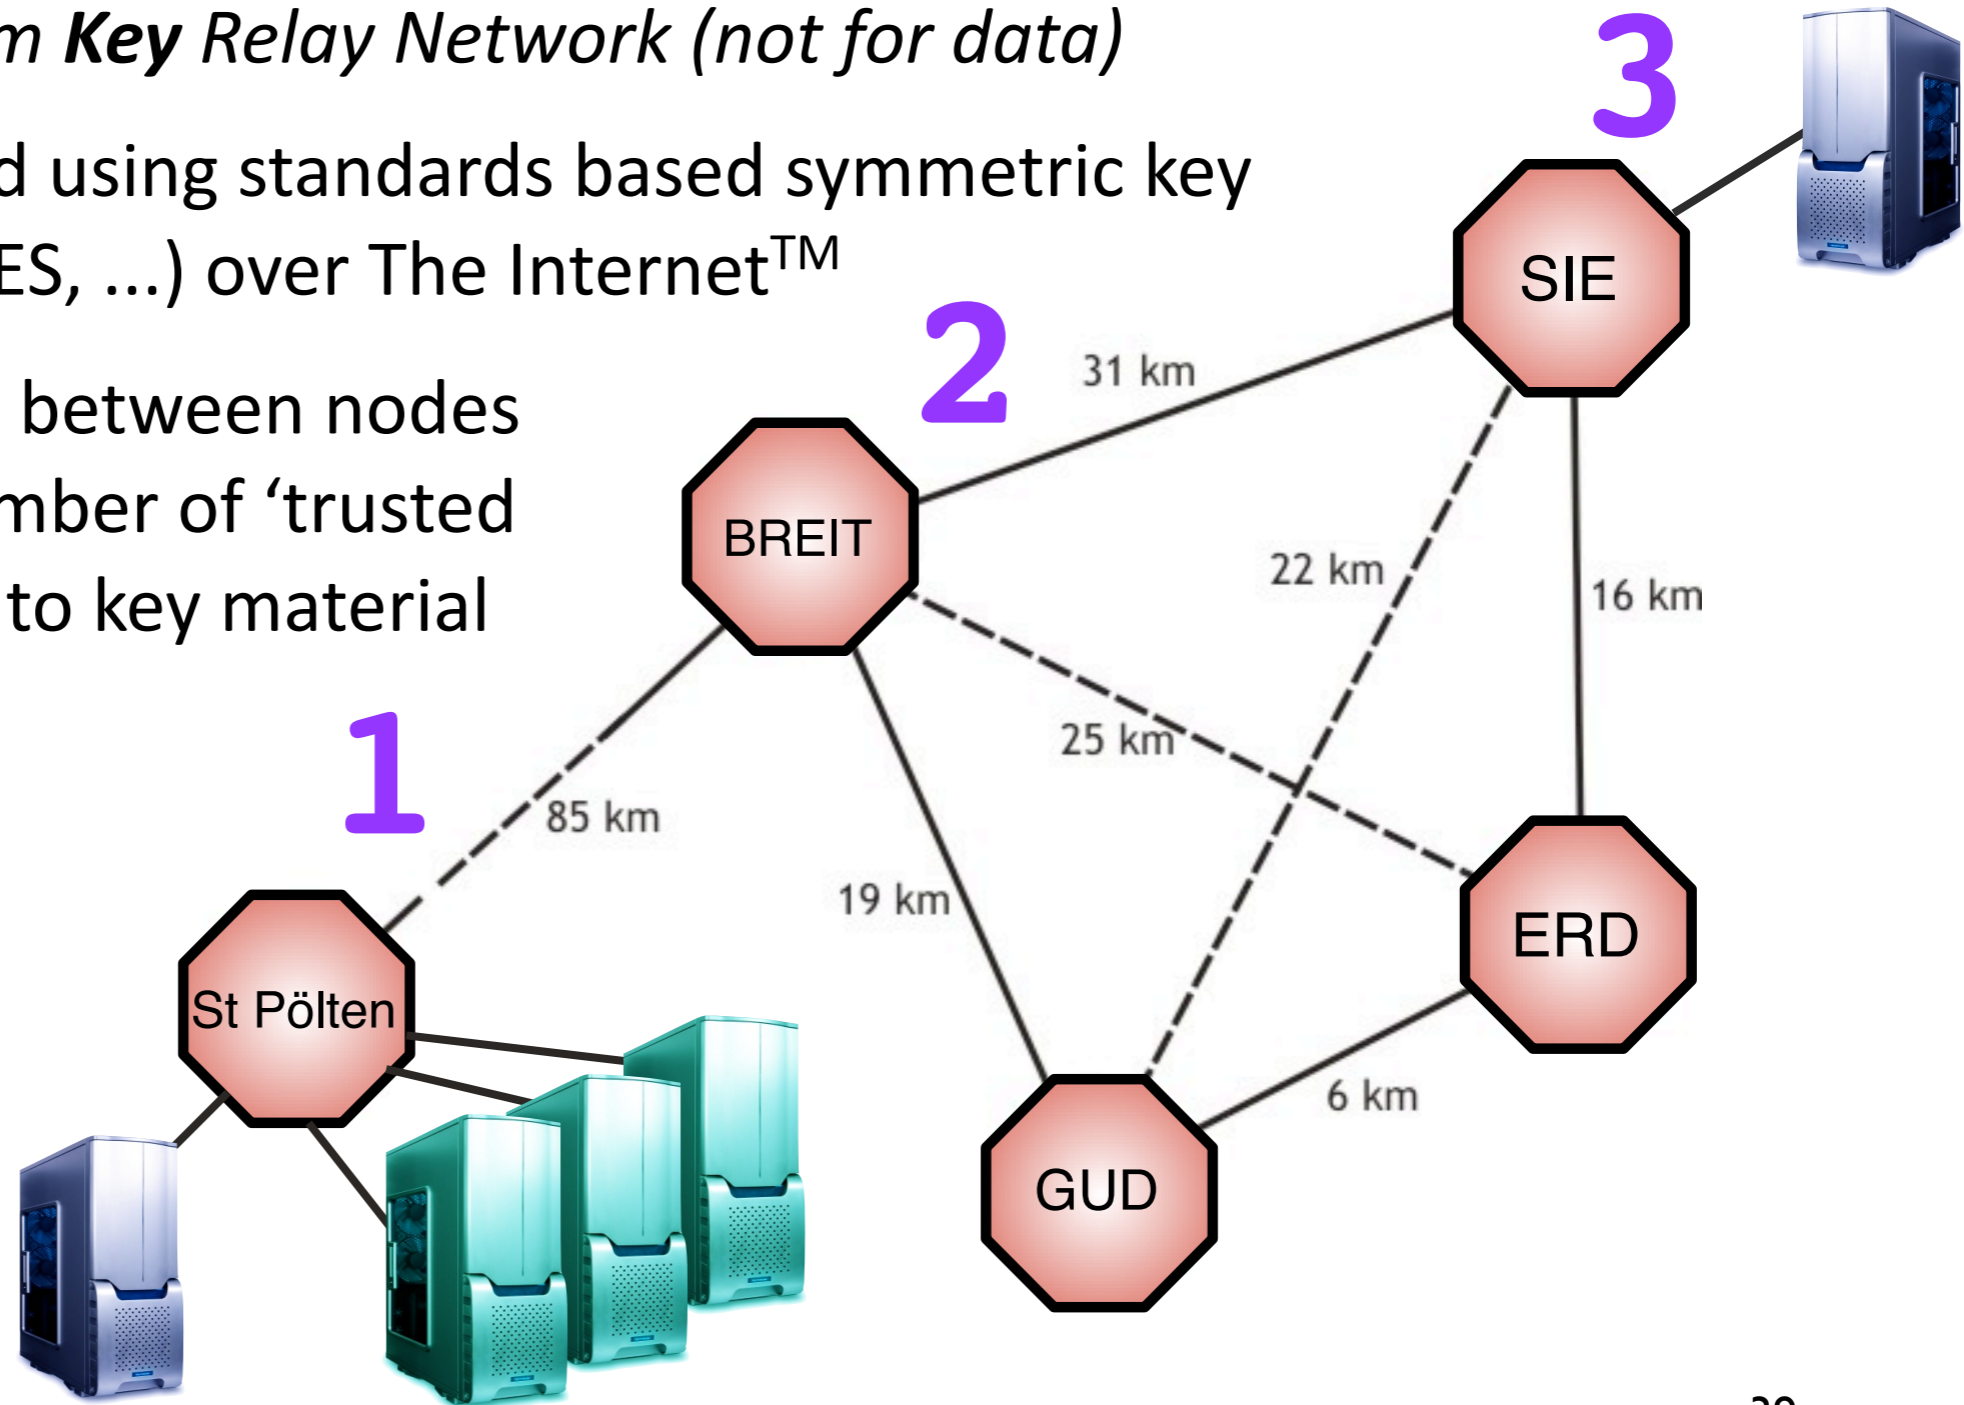 Key Relay Network (not for data)
using standards based symmetric key
...) over The Internet™
between nodes
of ‘trusted
to key material
3
SIE
2
31 km
BREIT
22 km
16 km
25 km
1
85 km
19 km
ERD
St Pölten
6 km
GUD